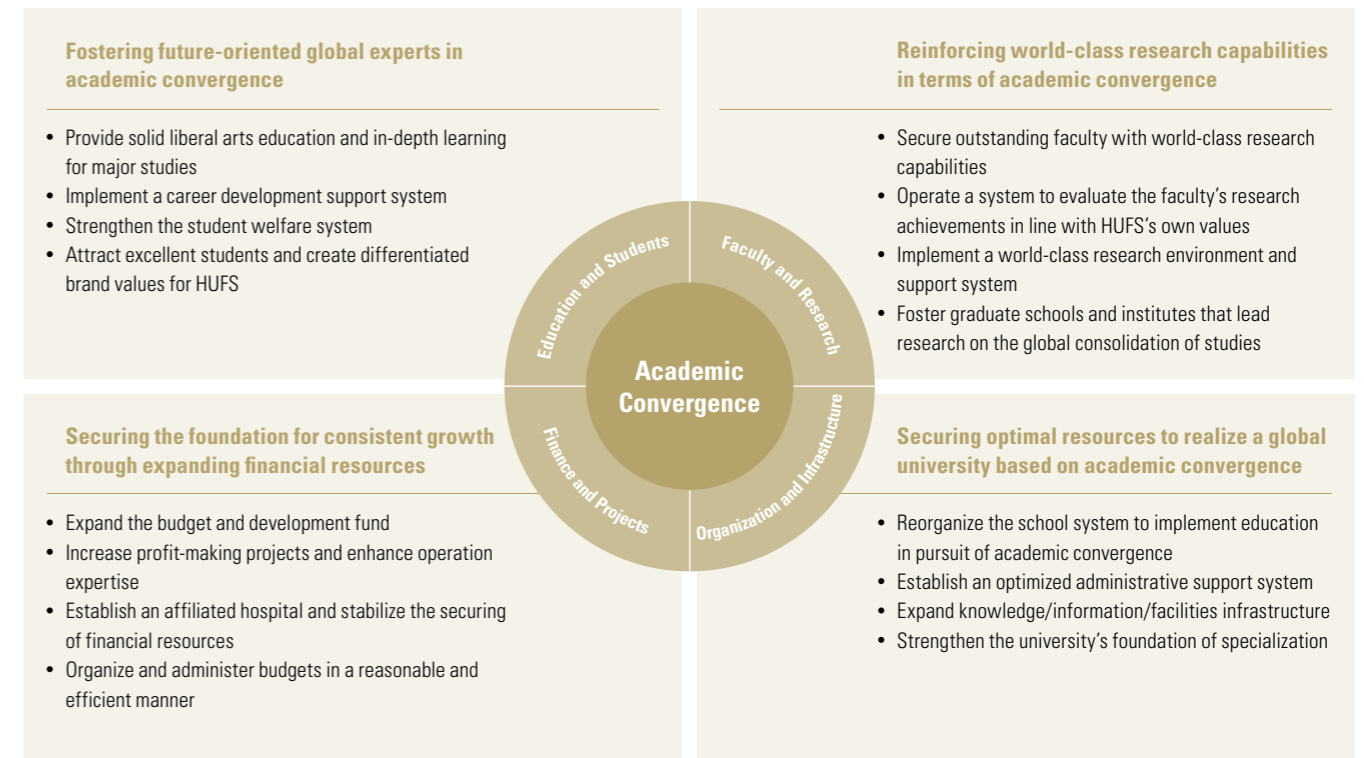 Fostering future-oriented global experts in
academic convergence
• Provide solid liberal arts education and in-depth learning
for major studies
• Implement a career development support system
• Strengthen the student welfare system
• Attract excellent students and create differentiated
brand values for HUFS
Reinforcing world-class research capabilities
in terms of academic convergence
• Secure outstanding faculty with world-class research
capabilities
• Operate a system to evaluate the faculty’s research
achievements in line with HUFS’s own values
• Implement a world-class research environment and
support system
• Foster graduate schools and institutes that lead
research on the global consolidation of studies
Education and Students
Faculty and Research
Academic
Convergence
Finance and Projects
Organization and Infrastructure
Securing the foundation for consistent growth
through expanding financial resources
• Expand the budget and development fund
• Increase profit-making projects and enhance operation
expertise
• Establish an affiliated hospital and stabilize the securing
of financial resources
• Organize and administer budgets in a reasonable and
efficient manner
Securing optimal resources to realize a global
university based on academic convergence
• Reorganize the school system to implement education
in pursuit of academic convergence
• Establish an optimized administrative support system
• Expand knowledge/information/facilities infrastructure
• Strengthen the university’s foundation of specialization